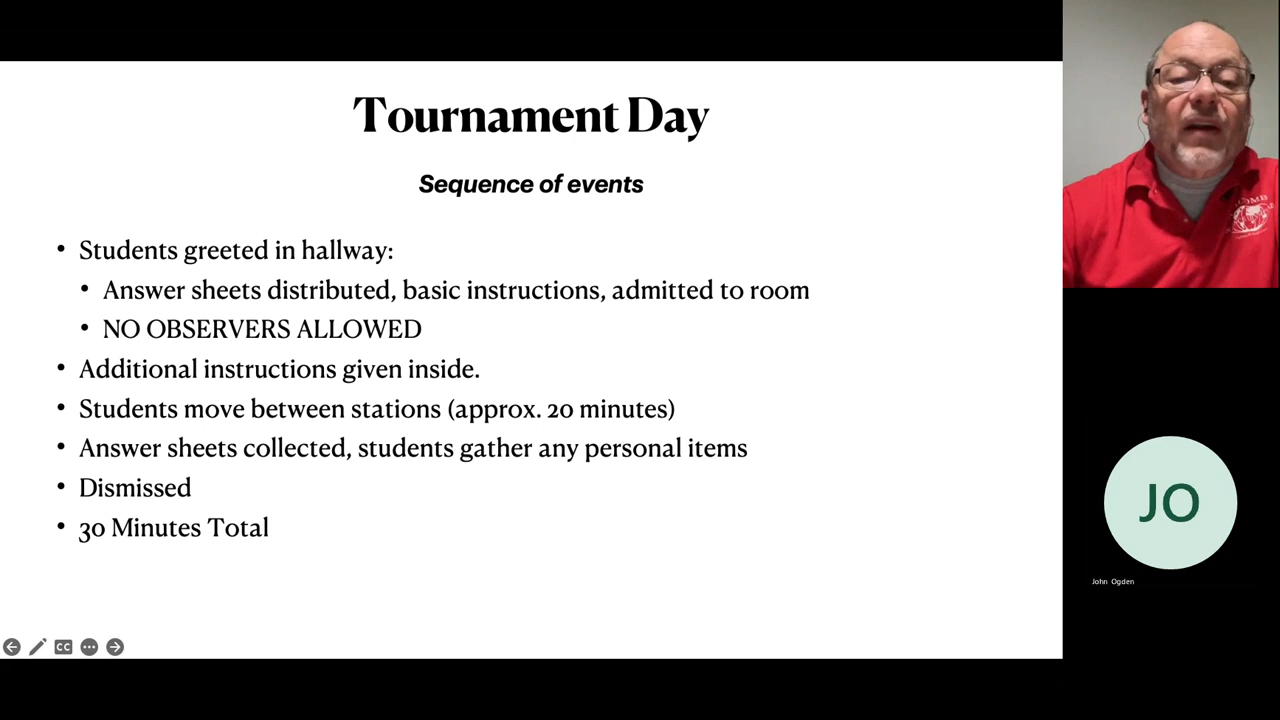 Tournament Day
Sequence of events
• Students greeted in hallway:
• Answer sheets distributed, basic instructions, admitted to room
• NO OBSERVERS ALLOWED
• Additional instructions given inside.
• Students move between stations (approx. 20 minutes)
• Answer sheets collected, students gather any personal items
• Dismissed
• 30 Minutes Total
CC
JO
John Ogden